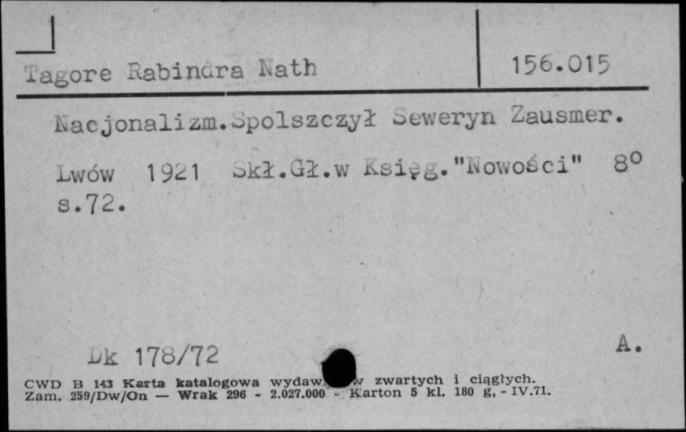 Tagore Rabindra Nath 156.015
Nacjonalizm.Spolszczył Seweryn Zausmer.
Lwów 1921 Skł.Gł.w Księg."Nowości" 8°
s.72.
Dk 178/72 A.
CWD B 143 Karta katalogowa zwartych i ciągłych.
Zam. 259/Dw/On — Wrak 296 - 2.027.000 - Karton 5 kl. 180 g, - IV.71.